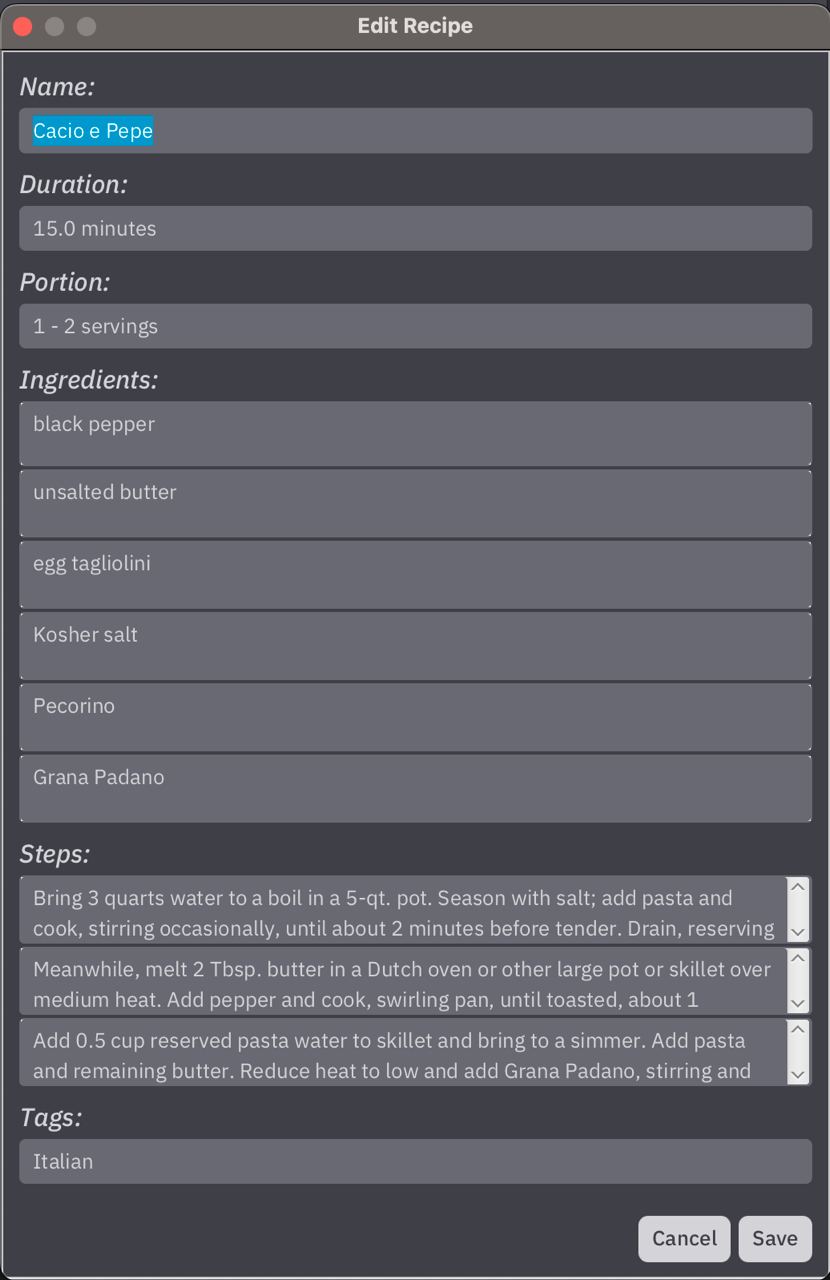 Edit Recipe
Name:
Cacio e Pepe
Duration:
15.0 minutes
Portion:
1 - 2 servings
Ingredients:
black pepper
unsalted butter
egg tagliolini
Kosher salt
Pecorino
Grana Padano
Steps:
Bring 3 quarts water to a boil in a 5-qt. pot. Season with salt; add pasta and
cook, stirring occasionally, until about 2 minutes before tender. Drain, reserving
Meanwhile, melt 2 Tbsp. butter in a Dutch oven or other large pot or skillet over
medium heat. Add pepper and cook, swirling pan, until toasted, about 1
Add 0.5 cup reserved pasta water to skillet and bring to a simmer. Add pasta
and remaining butter. Reduce heat to low and add Grana Padano, stirring and
Tags:
Italian
Cancel Save